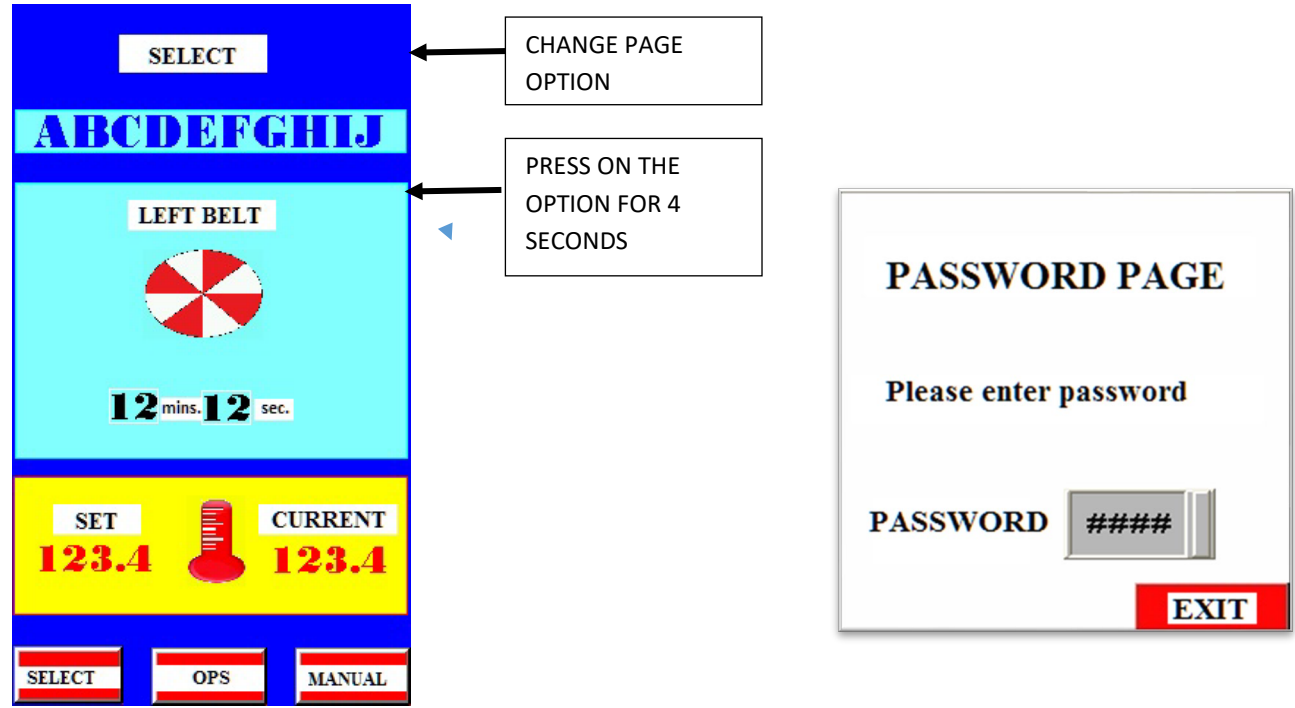 SELECT
ABCDEFGHIJ
LEFT BELT
12 mins. 12 sec.
SET
123.4
CURRENT
123.4
SELECT
OPS
MANUAL
CHANGE PAGE
OPTION
PRESS ON THE
OPTION FOR 4
SECONDS
PASSWORD PAGE
Please enter password
PASSWORD ####
EXIT